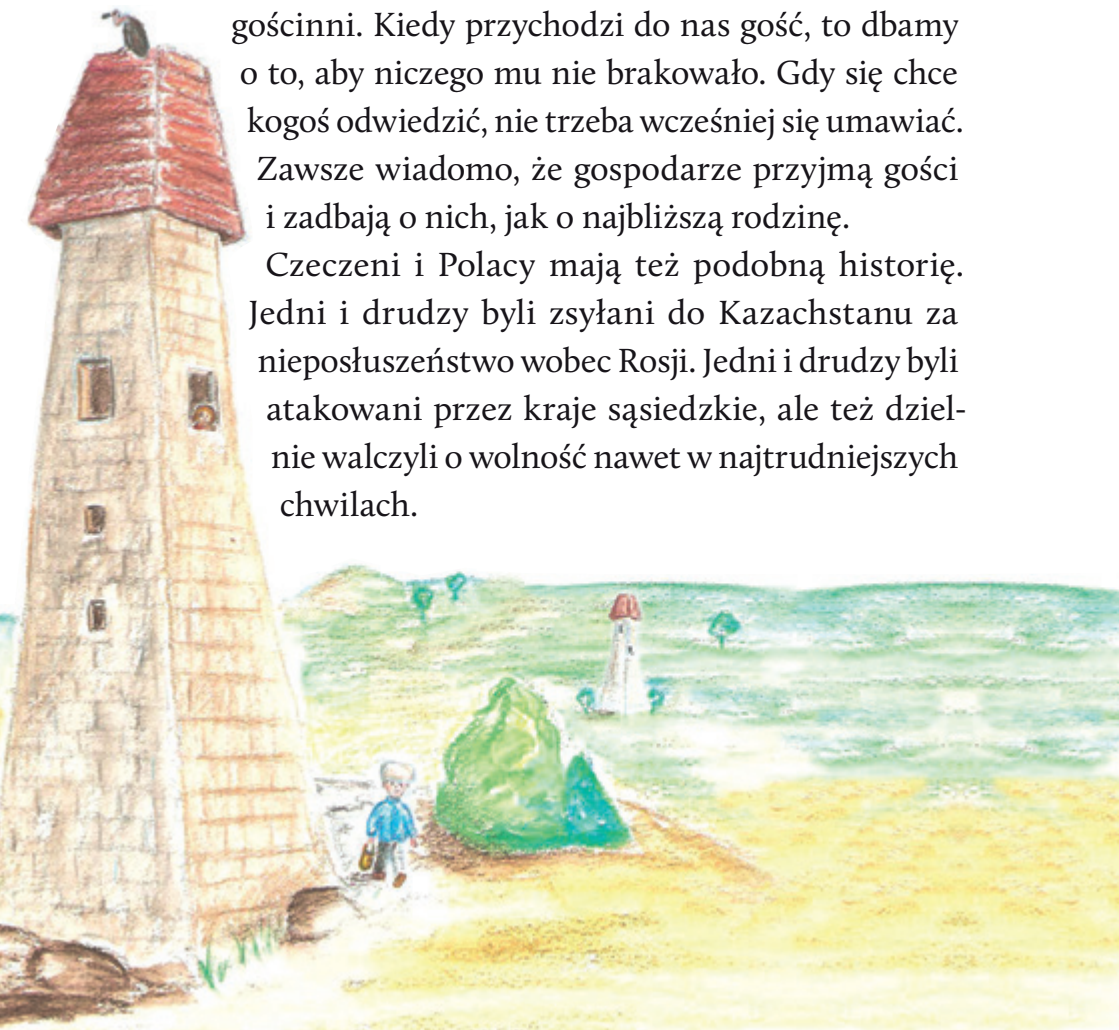 gościnni. Kiedy przychodzi do nas gość, to dbamy
o to, aby niczego mu nie brakowało. Gdy się chce
kogoś odwiedzić, nie trzeba wcześniej się umawiać.
Zawsze wiadomo, że gospodarze przyjmą gości
i zadbają o nich, jak o najbliższą rodzinę.
Czeczeni i Polacy mają też podobną historię.
Jedni i drudzy byli zsyłani do Kazachstanu za
nieposłuszeństwo wobec Rosji. Jedni i drudzy byli
atakowani przez kraje sąsiedzkie, ale też dziel-
nie walczyli o wolność nawet w najtrudniejszych
chwilach.